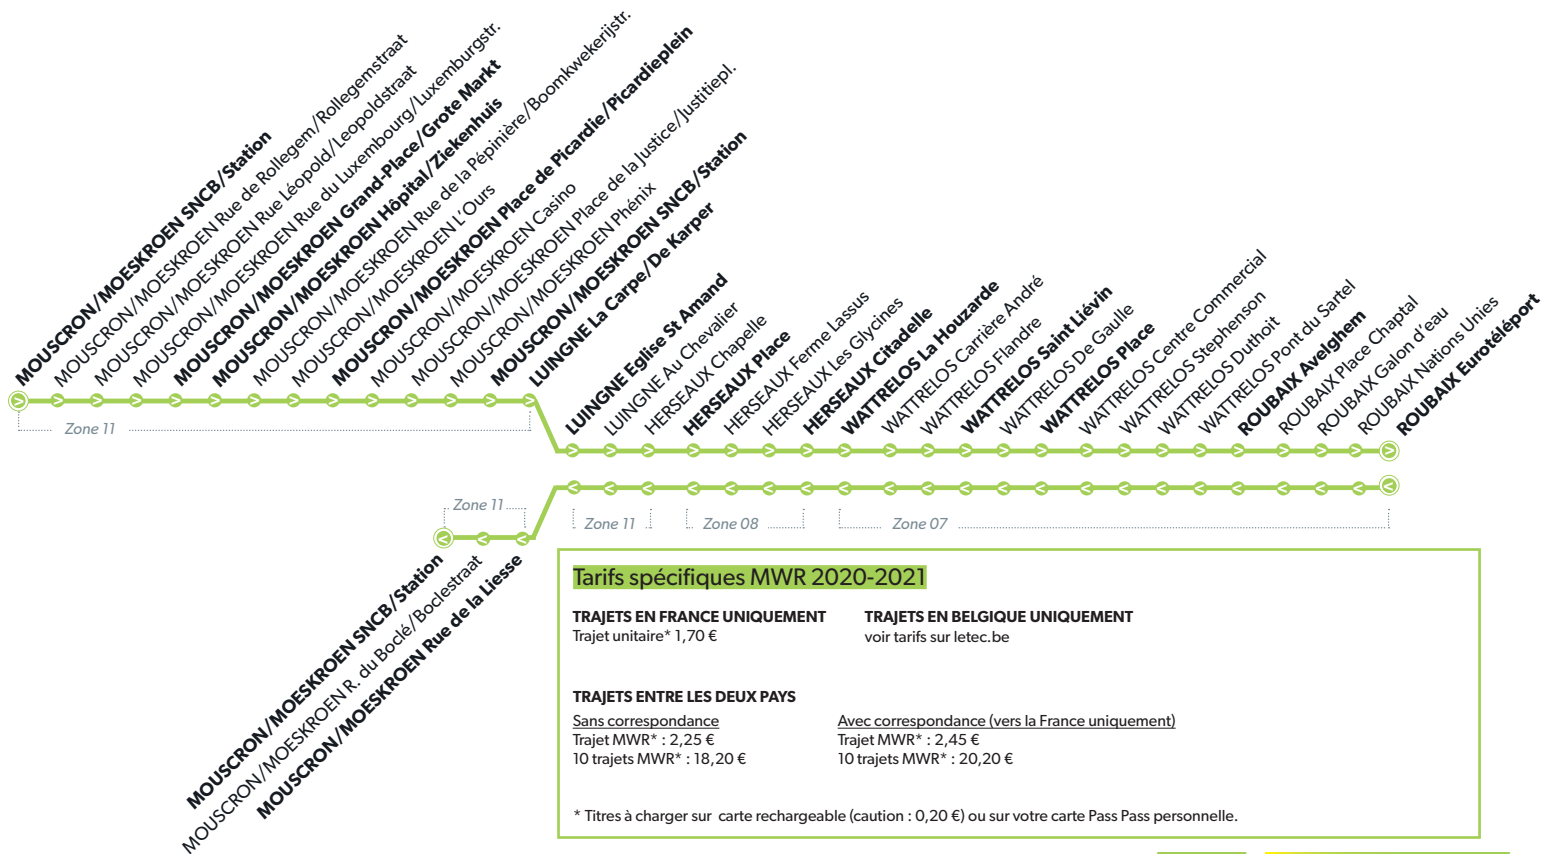 MOUSCRON/MOESKROEN SNCB/Station
MOUSCRON/MOESKROEN Rue de Rollegem/Rollegemstraat
MOUSCRON/MOESKROEN Rue Léopold/Leopoldstraat
MOUSCRON/MOESKROEN Rue du Luxembourg/Luxemburgstr.
MOUSCRON/MOESKROEN Grand-Place/Grote Markt
MOUSCRON/MOESKROEN Hôpital/Ziekenhuis
MOUSCRON/MOESKROEN Rue de la Pépinière/Boomkwekerijstr.
MOUSCRON/MOESKROEN L'Ours
MOUSCRON/MOESKROEN Place de Picardie/Picardieplein
MOUSCRON/MOESKROEN Casino
MOUSCRON/MOESKROEN Place de la Justice/Justitiepl.
MOUSCRON/MOESKROEN Phénix
MOUSCRON/MOESKROEN SNCB/Station
LUINGNE La Carpe/De Karper
LUINGNE Eglise St Amand
LUINGNE Au Chevalier
HERSEAUX Chapelle
HERSEAUX Place
HERSEAUX Ferme Lassus
HERSEAUX Les Glycines
HERSEAUX Citadelle
WATTRELOS La Houzarde
WATTRELOS Carrière André
WATTRELOS Flandre
WATTRELOS Saint Liévin
WATTRELOS De Gaulle
WATTRELOS Place
WATTRELOS Centre Commercial
WATTRELOS Stephenson
WATTRELOS Duthoit
WATTRELOS Pont du Sartel
ROUBAIX Avelghem
ROUBAIX Place Chaptal
ROUBAIX Galon d'eau
ROUBAIX Nations Unies
ROUBAIX Eurotéléport
Zone 11
Zone 11
Zone 11
Zone 08
Zone 07
MOUSCRON/MOESKROEN SNCB/Station
MOUSCRON/MOESKROEN R. du Boclé/Boclestraat
MOUSCRON/MOESKROEN Rue de la Liesse
Tarifs spécifiques MWR 2020-2021
TRAJETS EN FRANCE UNIQUEMENT
Trajet unitaire* 1,70 €
TRAJETS EN BELGIQUE UNIQUEMENT
voir tarifs sur letec.be
TRAJETS ENTRE LES DEUX PAYS
Sans correspondance
Trajet MWR* : 2,25 €
10 trajets MWR* : 18,20 €
Avec correspondance (vers la France uniquement)
Trajet MWR* : 2,45 €
10 trajets MWR* : 20,20 €
* Titres à charger sur carte rechargeable (caution : 0,20 €) ou sur votre carte Pass Pass personnelle.